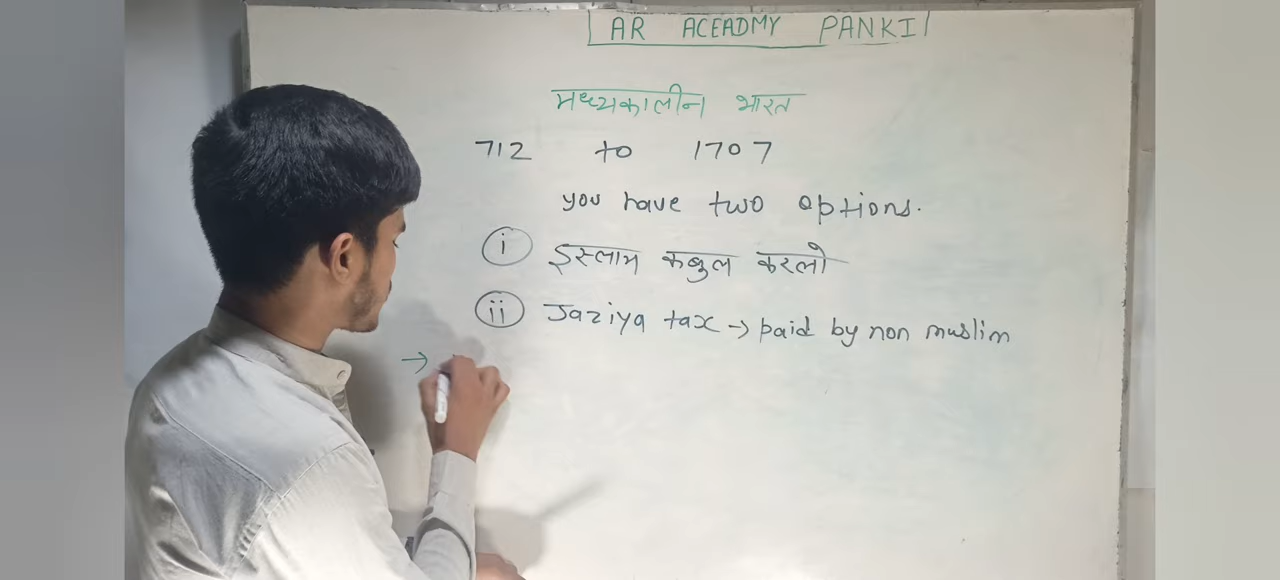 AR ACEADMY PANKI
मध्यकालीन भारत
712 to 1707
you have two options.
i इस्लाम कबुल करलो
ii Jaziya tax → paid by non muslim
→